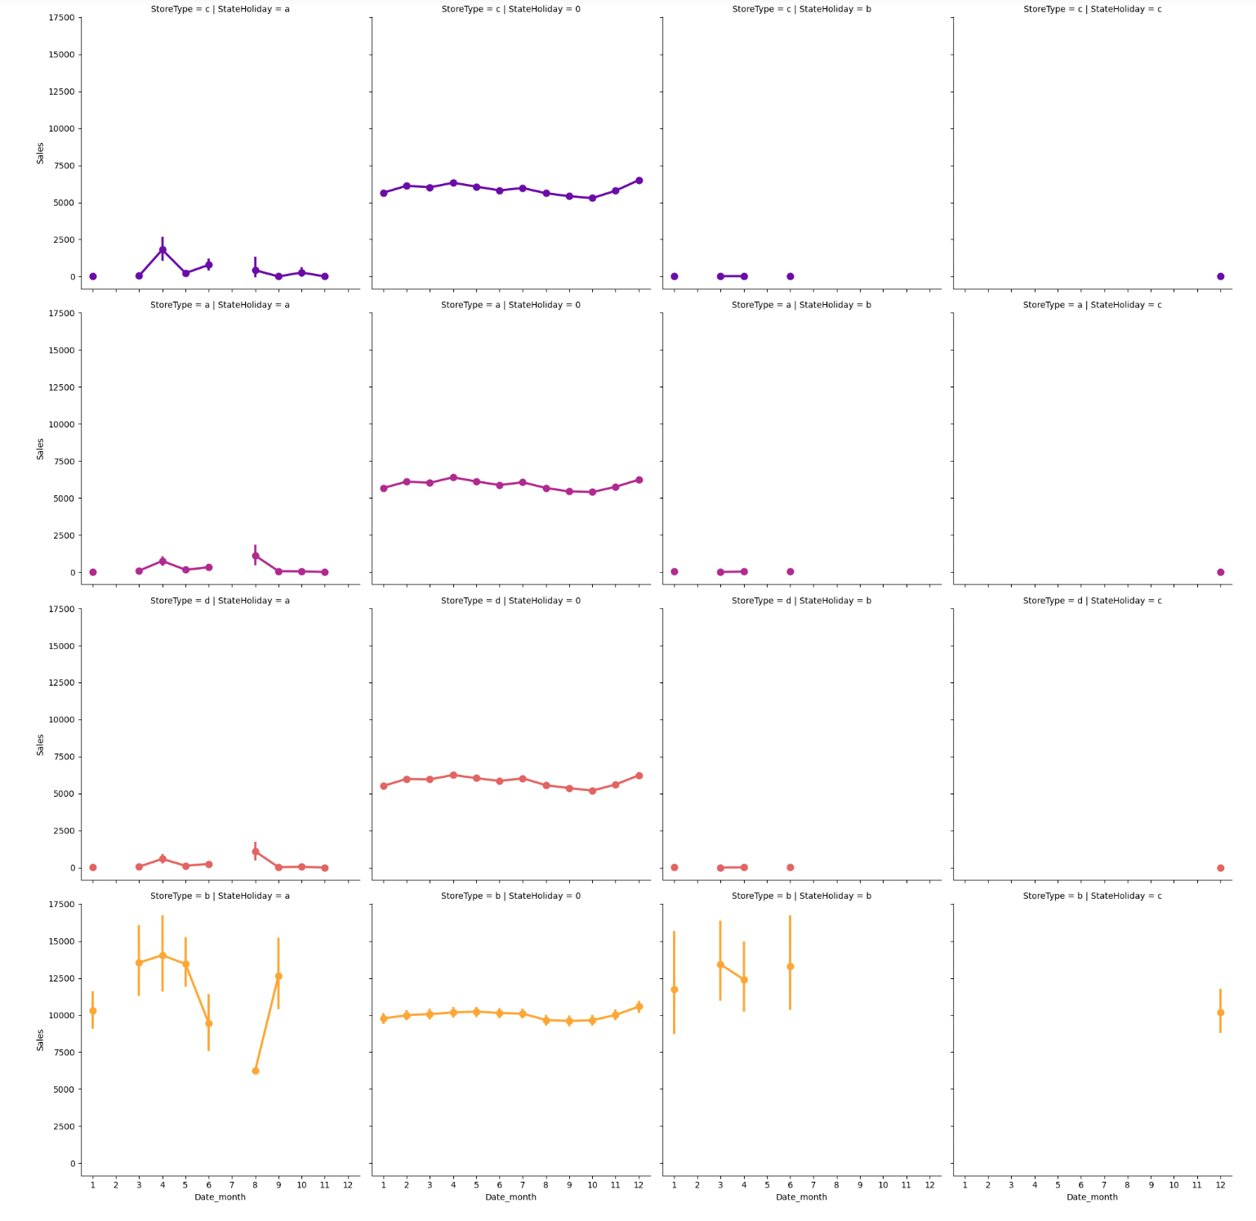 StoreType = c | StateHoliday = a
StoreType = c | StateHoliday = 0
StoreType = c | StateHoliday = b
StoreType = c | StateHoliday = c
17500
15000
12500
10000
7500
5000
2500
0
Sales
StoreType = a | StateHoliday = a
StoreType = a | StateHoliday = 0
StoreType = a | StateHoliday = b
StoreType = a | StateHoliday = c
17500
15000
12500
10000
7500
5000
2500
0
Sales
StoreType = d | StateHoliday = a
StoreType = d | StateHoliday = 0
StoreType = d | StateHoliday = b
StoreType = d | StateHoliday = c
17500
15000
12500
10000
7500
5000
2500
0
Sales
StoreType = b | StateHoliday = a
StoreType = b | StateHoliday = 0
StoreType = b | StateHoliday = b
StoreType = b | StateHoliday = c
17500
15000
12500
10000
7500
5000
2500
0
Sales
1 2 3 4 5 6 7 8 9 10 11 12
Date_month
1 2 3 4 5 6 7 8 9 10 11 12
Date_month
1 2 3 4 5 6 7 8 9 10 11 12
Date_month
1 2 3 4 5 6 7 8 9 10 11 12
Date_month